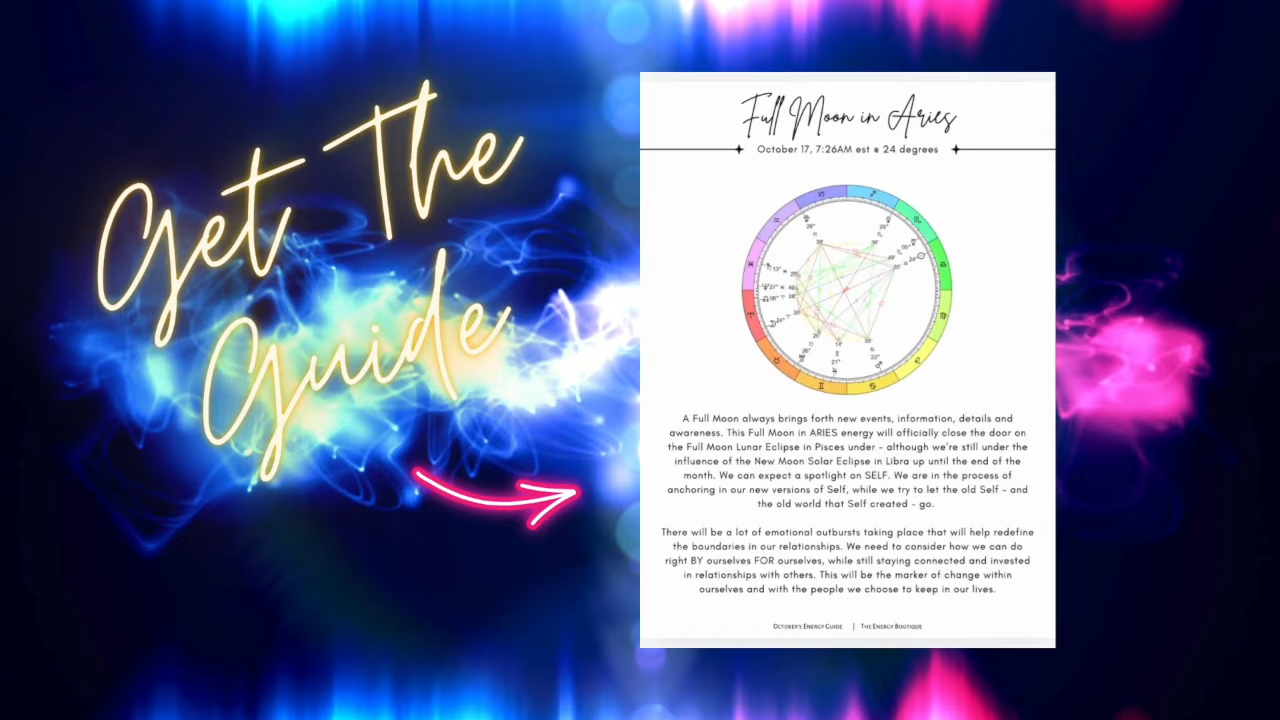 Get The
Guide
Full Moon in Aries
October 17, 7:26AM est @ 24 degrees
A Full Moon always brings forth new events, information, details and
awareness. This Full Moon in ARIES energy will officially close the door on
the Full Moon Lunar Eclipse in Pisces under - although we're still under the
influence of the New Moon Solar Eclipse in Libra up until the end of the
month. We can expect a spotlight on SELF. We are in the process of
anchoring in our new versions of Self, while we try to let the old Self - and
the old world that Self created - go.
There will be a lot of emotional outbursts taking place that will help redefine
the boundaries in our relationships. We need to consider how we can do
right BY ourselves FOR ourselves, while still staying connected and invested
in relationships with others. This will be the marker of change within
ourselves and with the people we choose to keep in our lives.
October's Energy Guide | The Energy Boutique